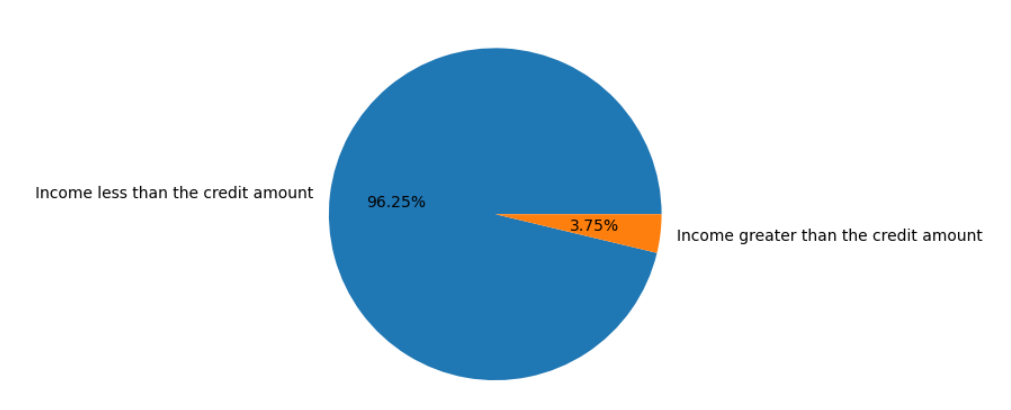 Income less than the credit amount
96.25%
3.75%
Income greater than the credit amount